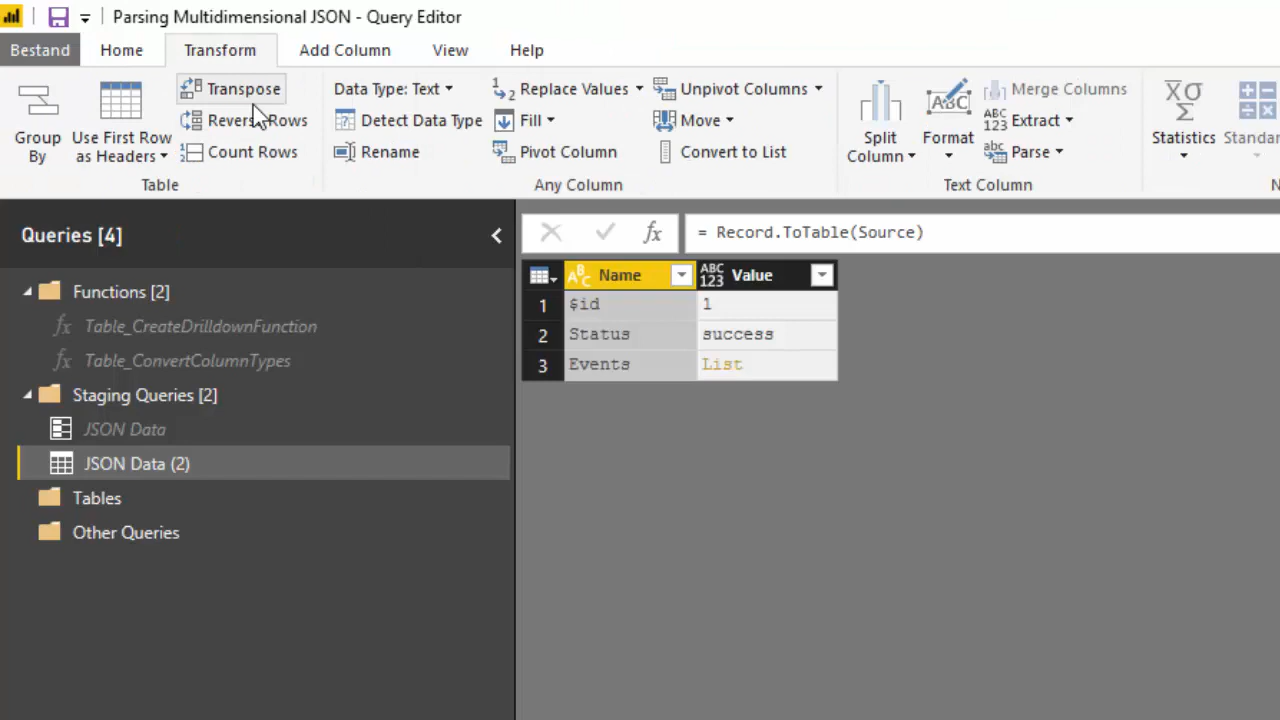 Parsing Multidimensional JSON - Query Editor
Bestand Home Transform Add Column View Help
Group By
Use First Row as Headers
Transpose
Reverse Rows
Count Rows
Table
Data Type: Text
Detect Data Type
Rename
Replace Values
Fill
Pivot Column
Unpivot Columns
Move
Convert to List
Any Column
Split Column
Format
Merge Columns
Extract
Parse
Text Column
Statistics
Queries [4]
Functions [2]
Table_CreateDrilldownFunction
Table_ConvertColumnTypes
Staging Queries [2]
JSON Data
JSON Data (2)
Tables
Other Queries
fx = Record.ToTable(Source)
Name Value
1 $id 1
2 Status success
3 Events List